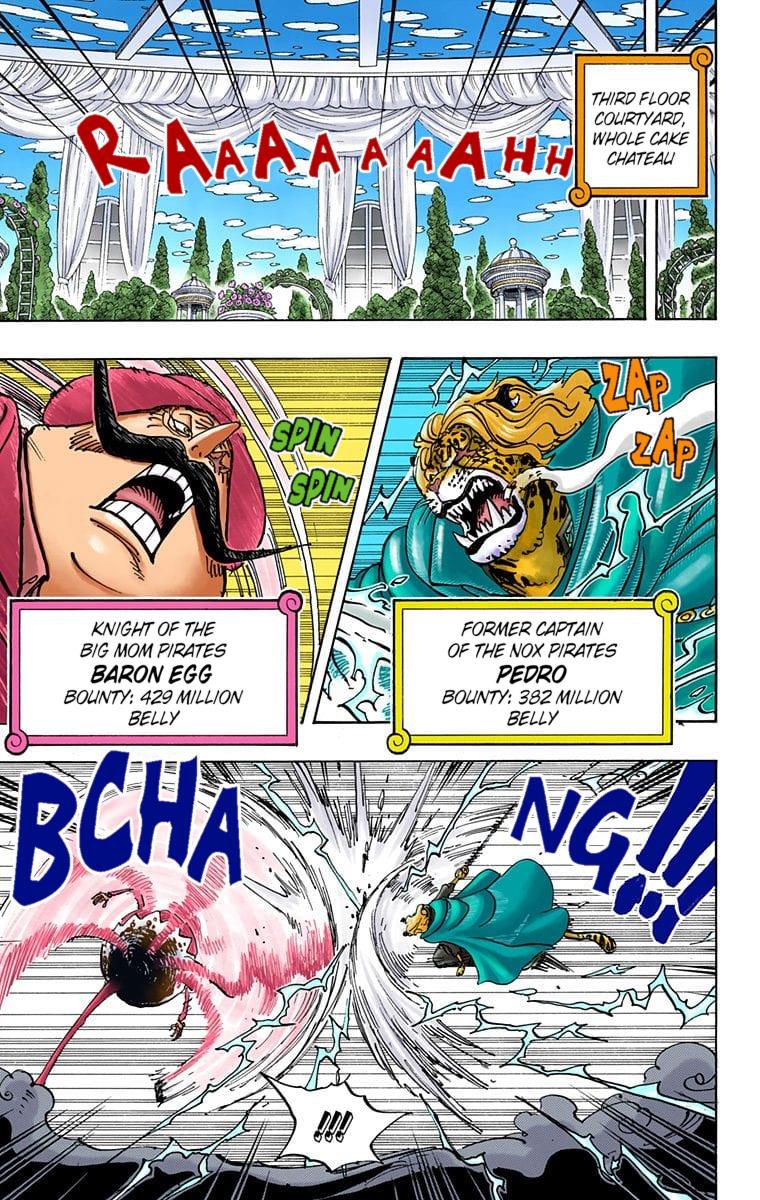 THIRD FLOOR
COURTYARD,
WHOLE CAKE
CHATEAU
RAAAAAAAHH
SPIN
SPIN
ZAP
ZAP
KNIGHT OF THE
BIG MOM PIRATES
BARON EGG
BOUNTY: 429 MILLION
BELLY
FORMER CAPTAIN
OF THE NOX PIRATES
PEDRO
BOUNTY: 382 MILLION
BELLY
BCHA
NG!!!
!!!